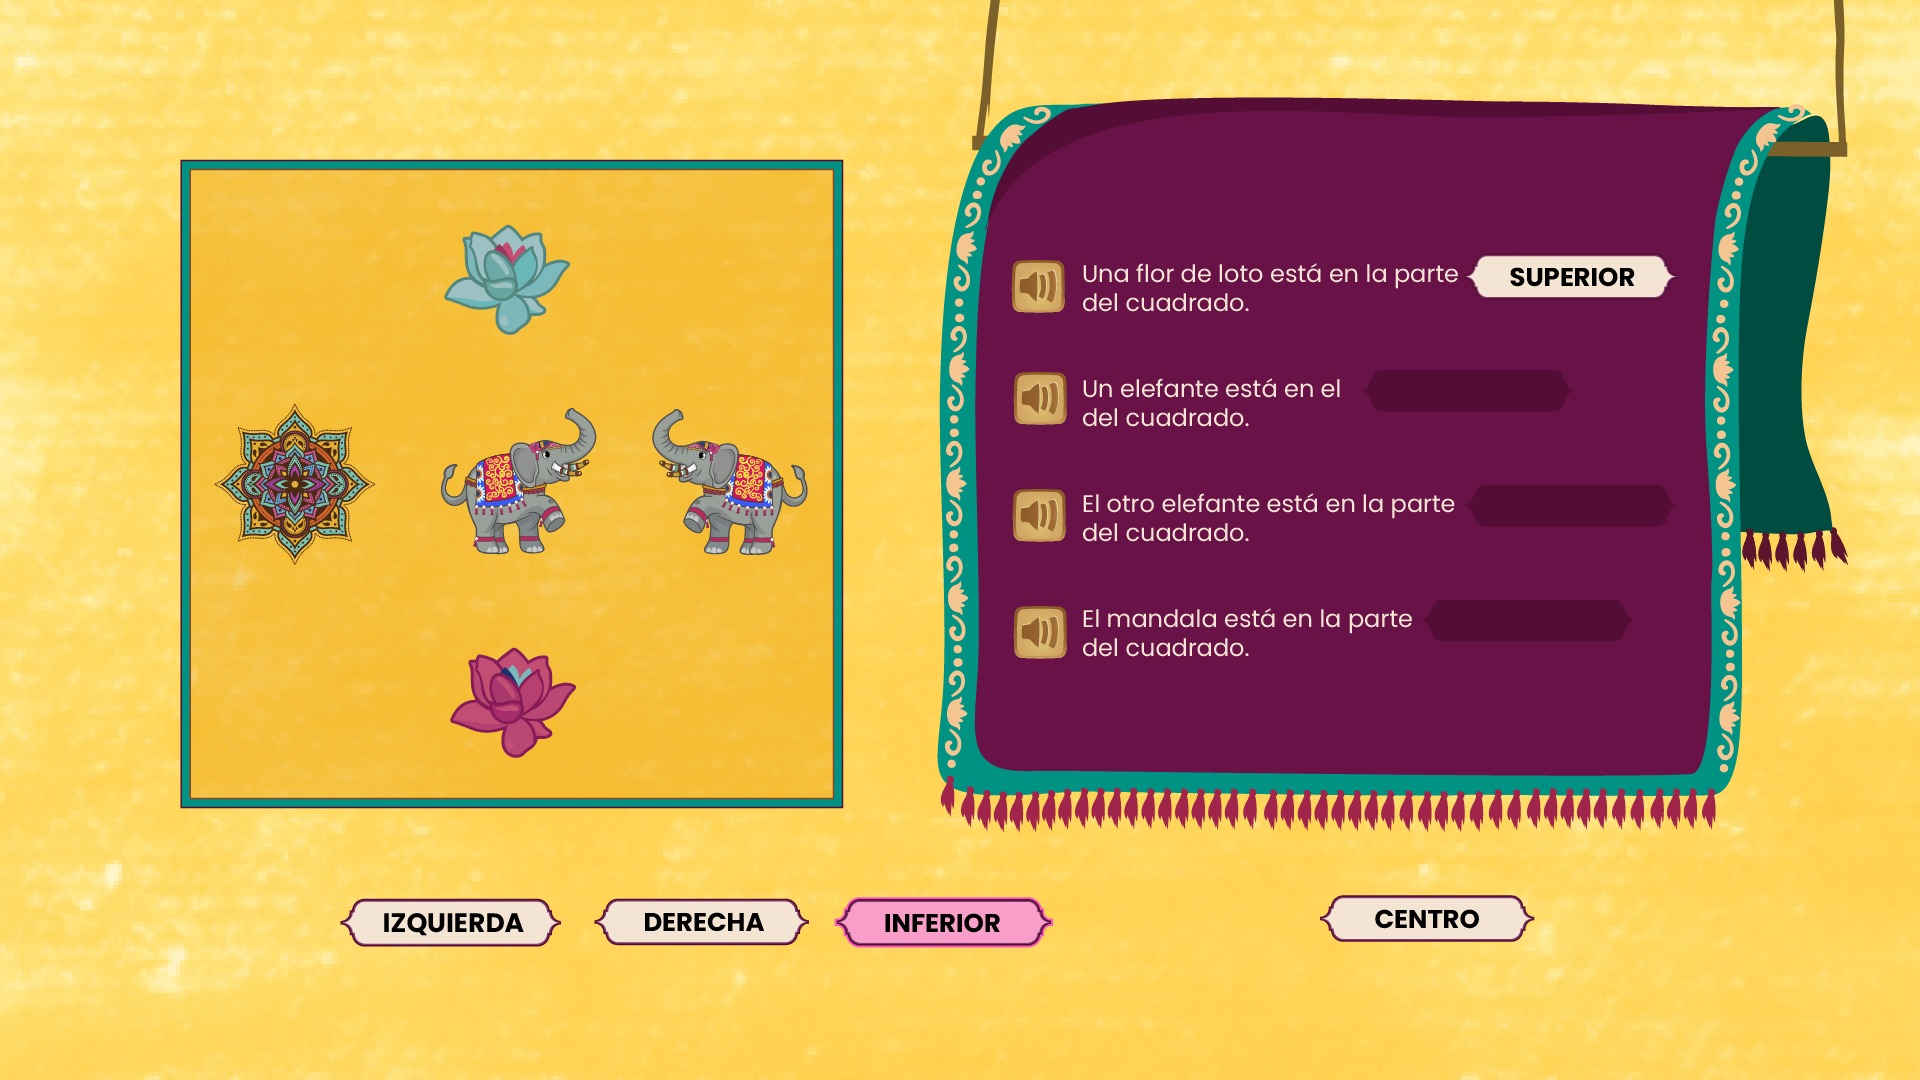 Una flor de loto está en la parte SUPERIOR
del cuadrado.
Un elefante está en el
del cuadrado.
El otro elefante está en la parte
del cuadrado.
El mandala está en la parte
del cuadrado.
IZQUIERDA
DERECHA
INFERIOR
CENTRO